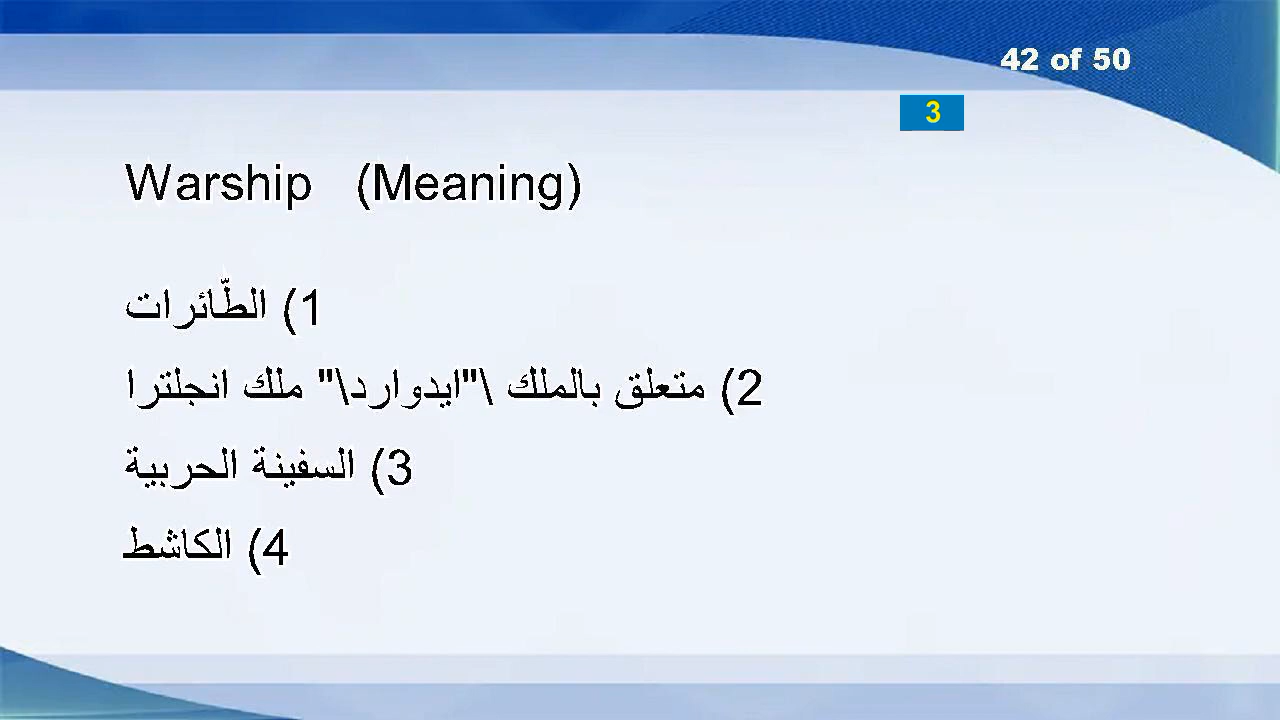 42 of 50
3
Warship (Meaning)
1) الطّائرات
2) متعلق بالملك \"ايدوارد\" ملك انجلترا
3) السفينة الحربية
4) الكاشط